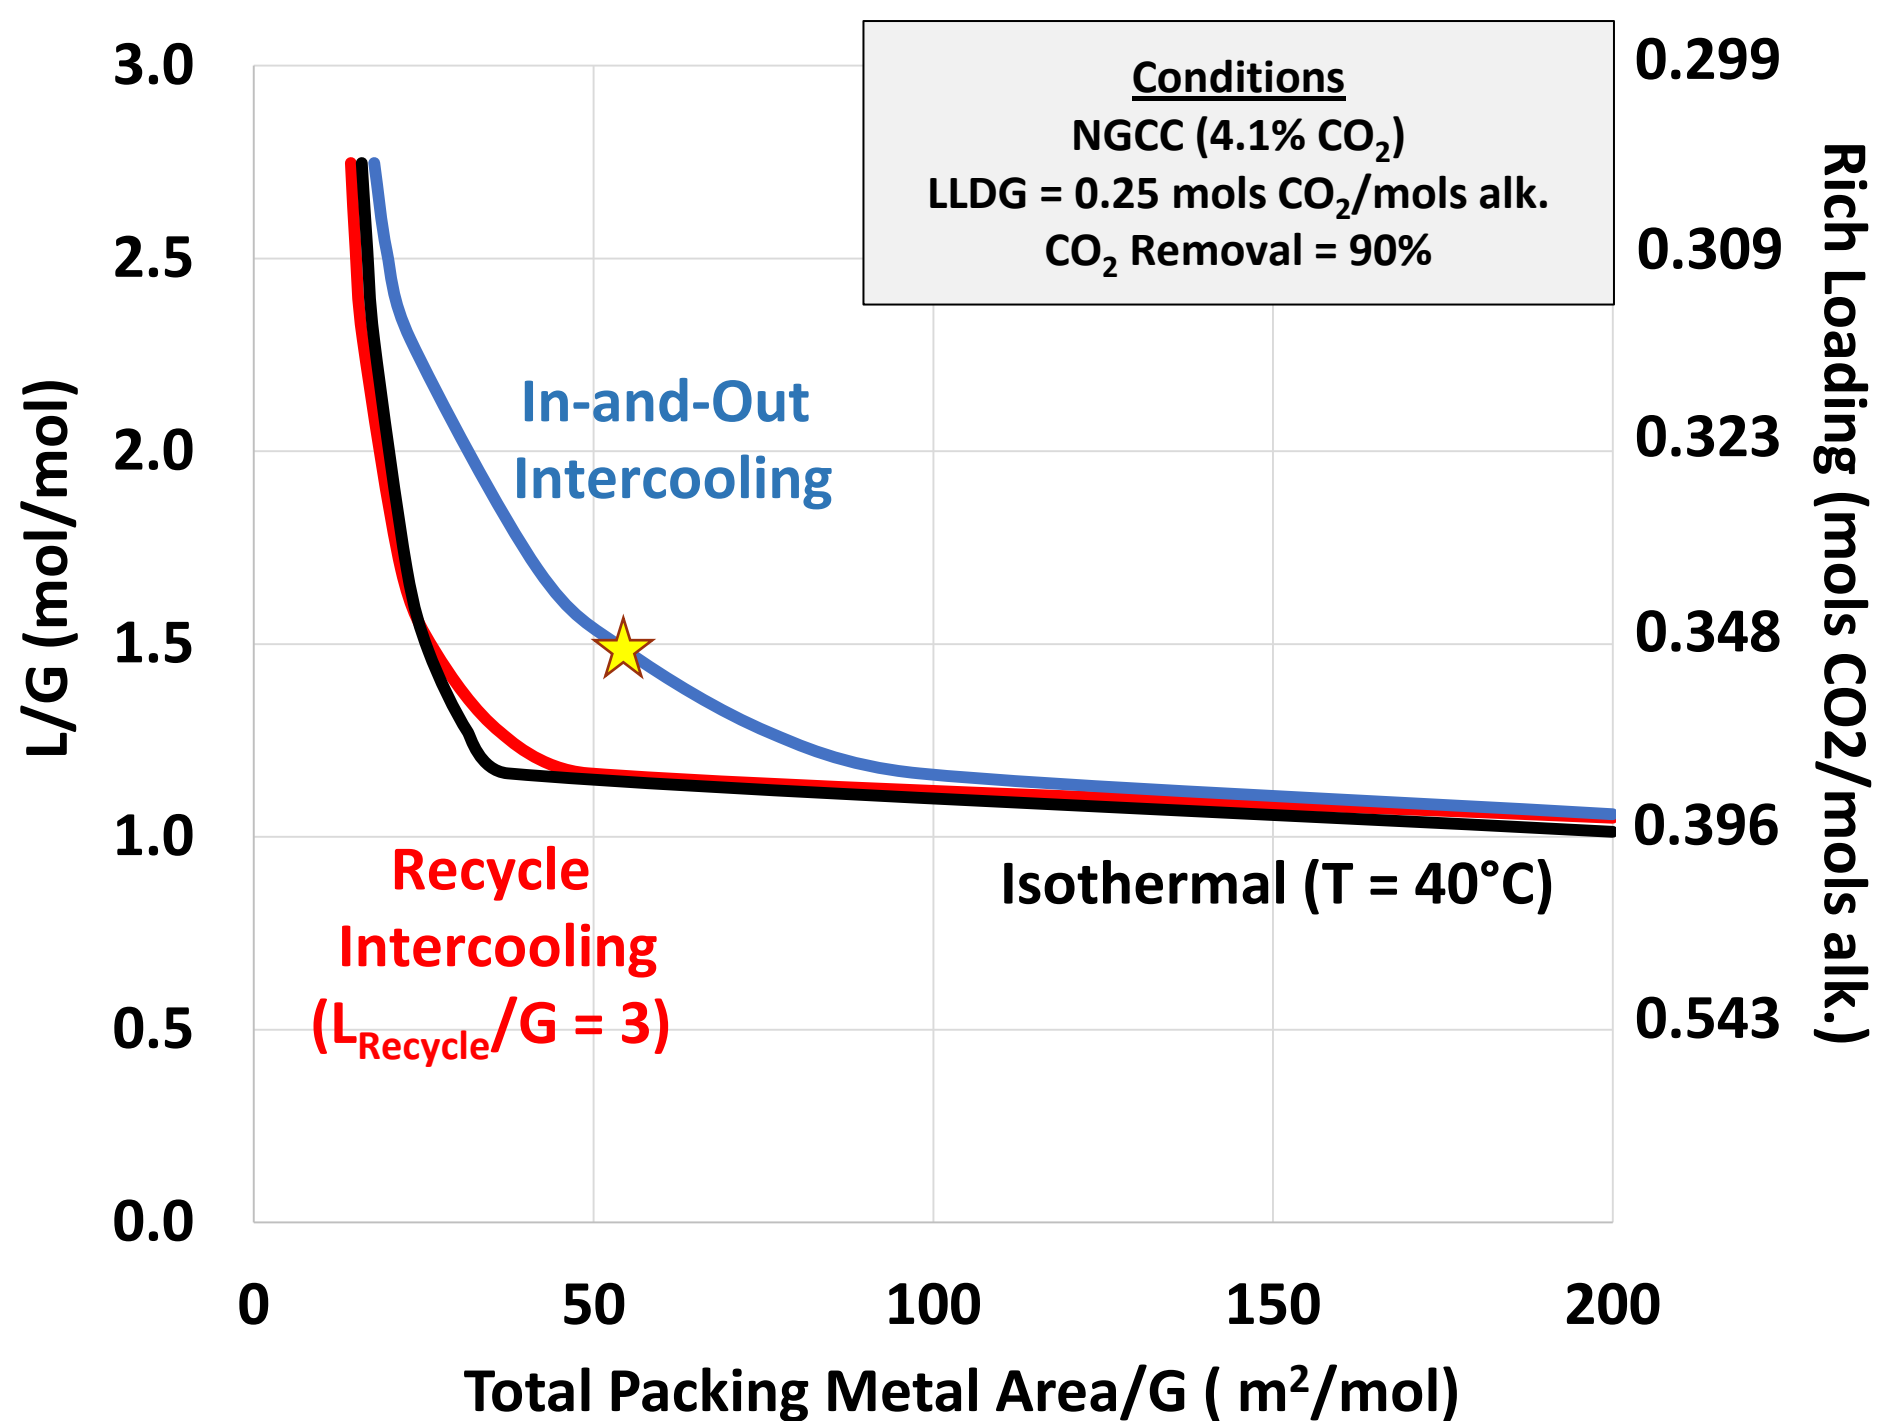 Conditions
NGCC (4.1% CO₂)
LLDG = 0.25 mols CO₂/mols alk.
CO₂ Removal = 90%
3.0
2.5
2.0
1.5
1.0
0.5
0.0
L/G (mol/mol)
In-and-Out
Intercooling
Recycle
Intercooling
(L_Recycle/G = 3)
Isothermal (T = 40°C)
0.299
0.309
0.323
0.348
0.396
0.543
Rich Loading (mols CO2/mols alk.)
0 50 100 150 200
Total Packing Metal Area/G ( m²/mol)